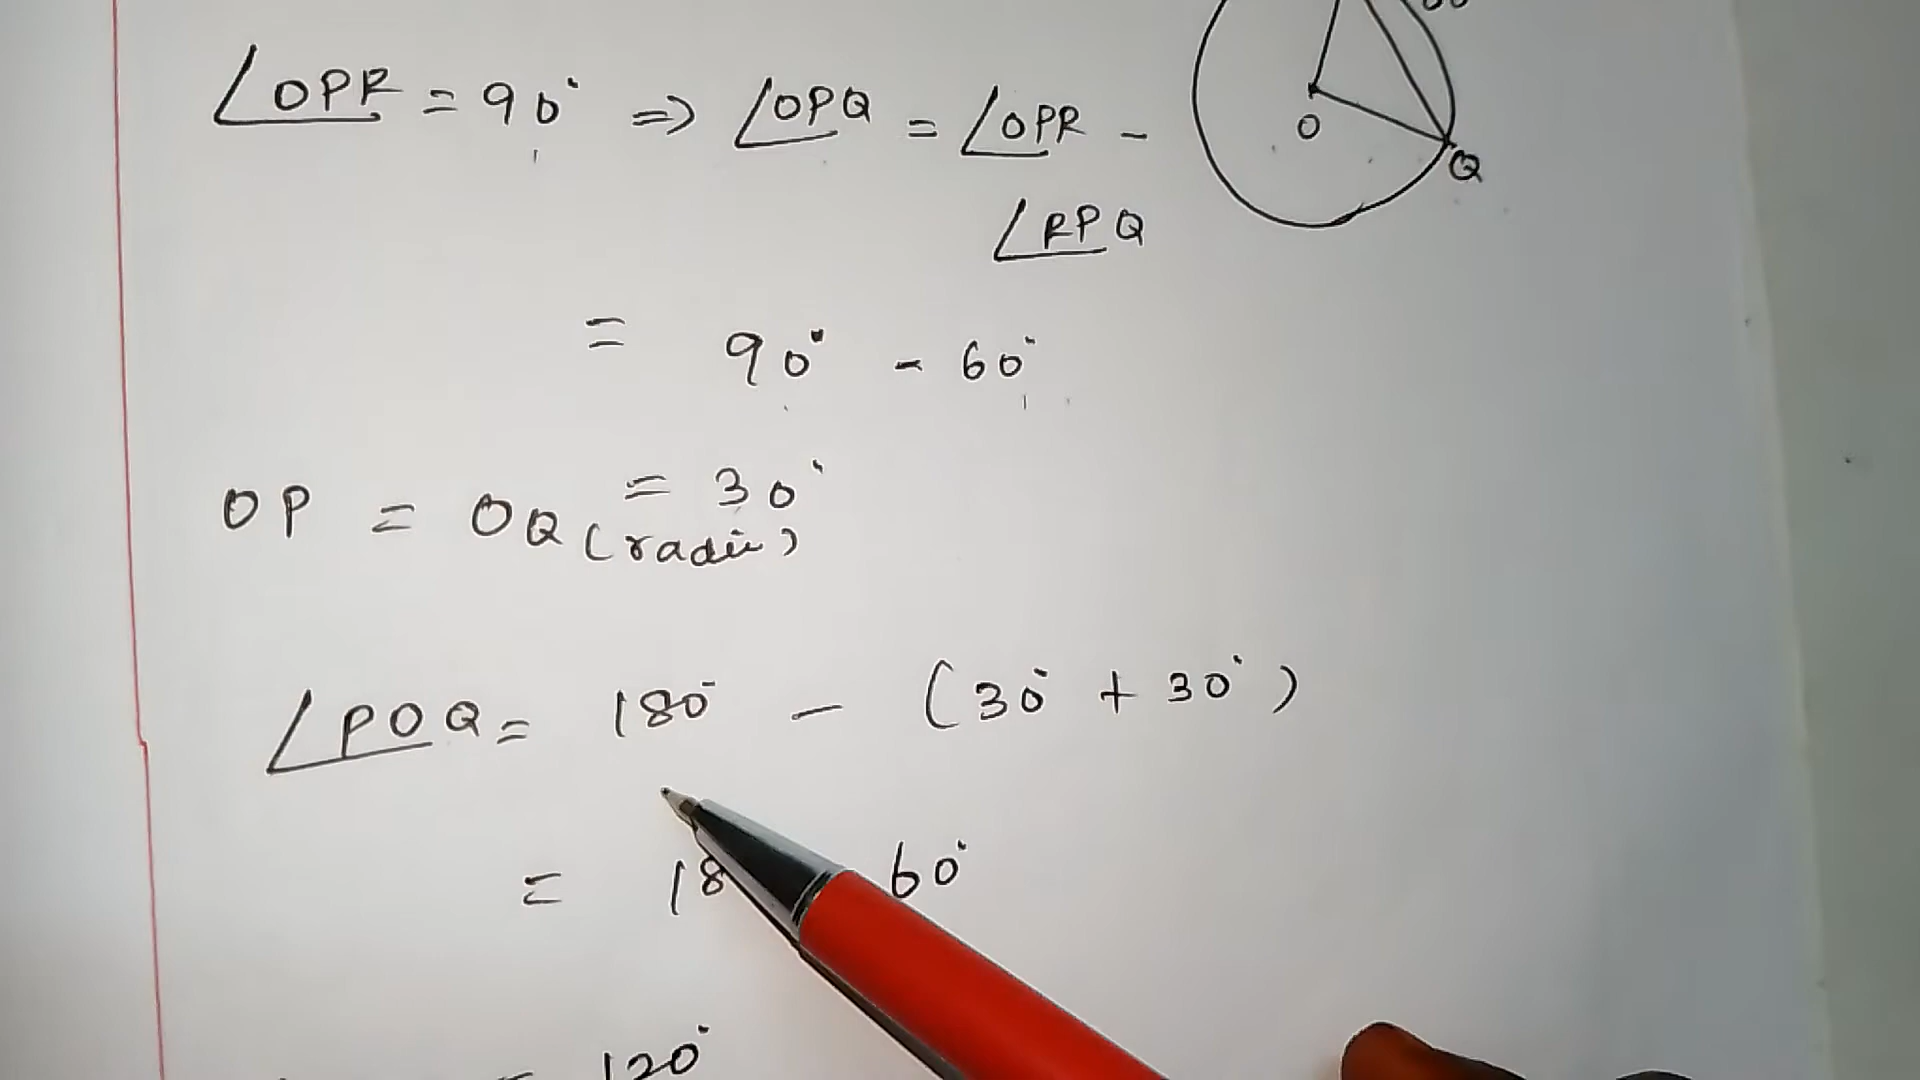 ∠OPR = 90° ⇒ ∠OPQ = ∠OPR -
∠RPQ
O
Q
= 90° - 60°
= 30°
OP = OQ (radii)
∠POQ = 180° - (30° + 30°)
= 18 60°
= 120°